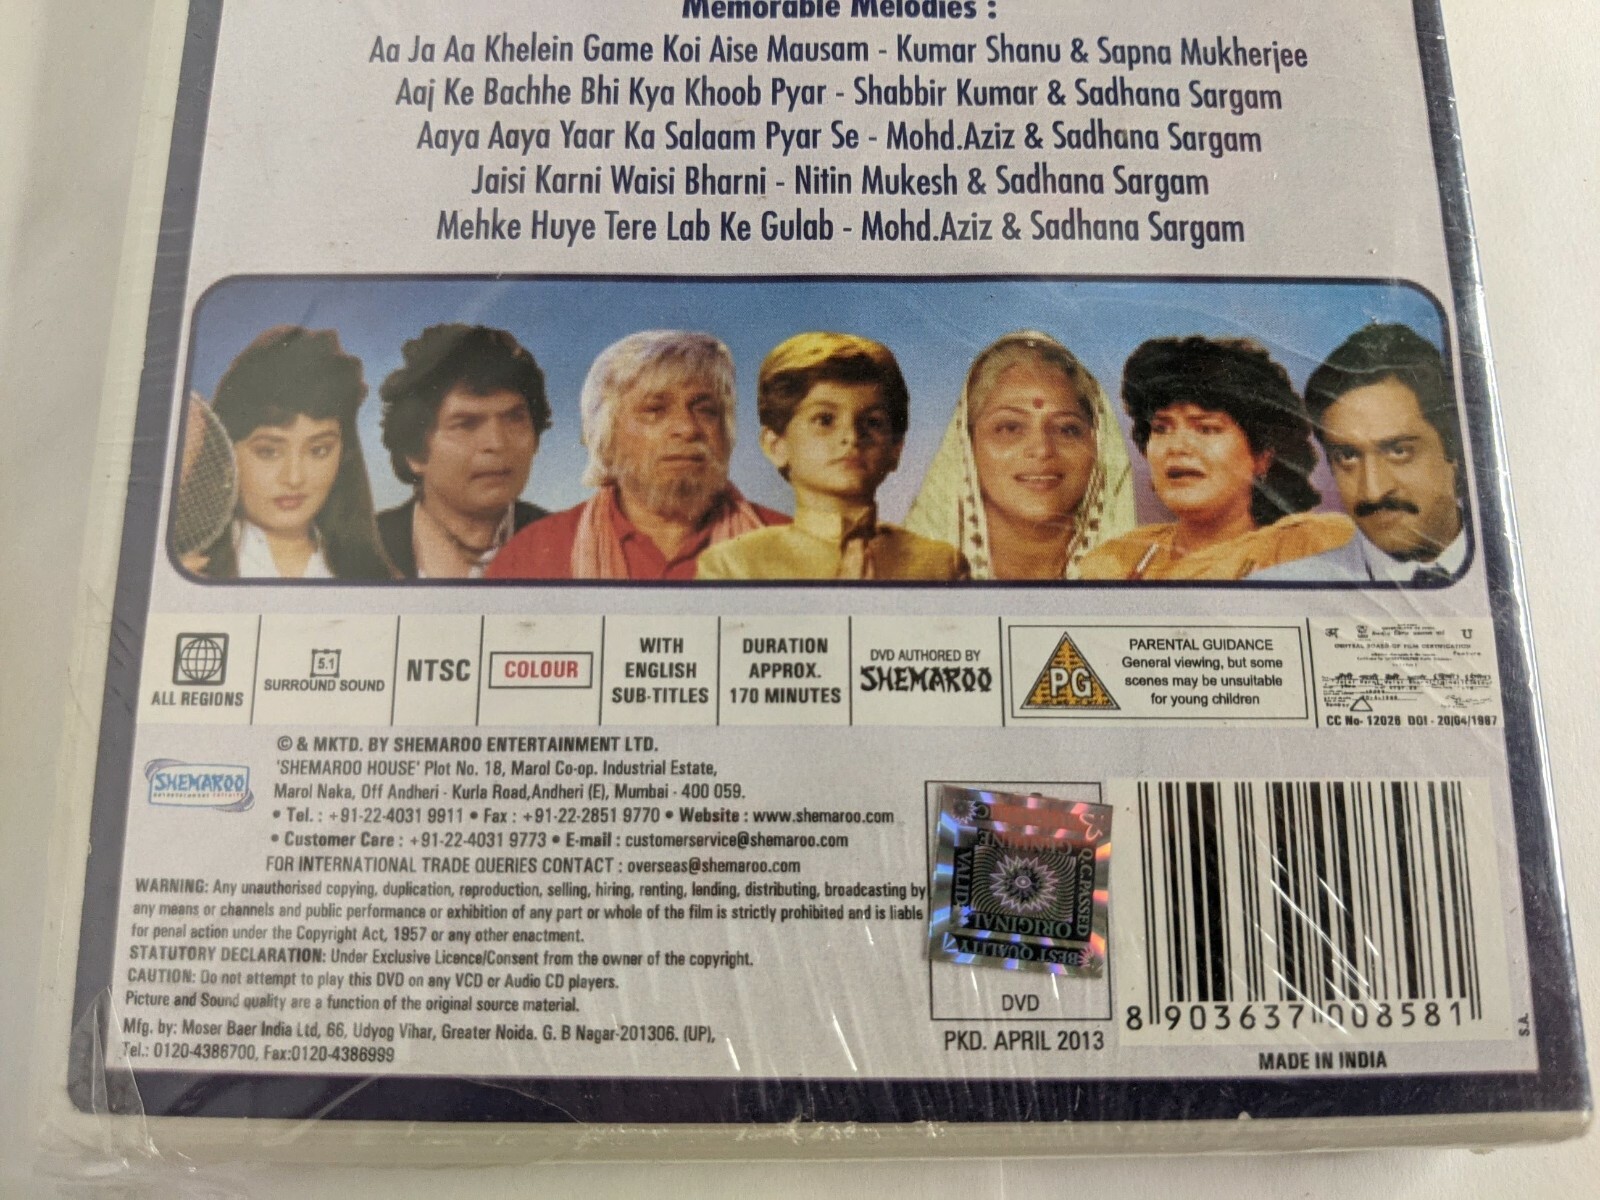 Memorable Melodies :
Aa Ja Aa Khelein Game Koi Aise Mausam - Kumar Shanu & Sapna Mukherjee
Aaj Ke Bachhe Bhi Kya Khoob Pyar - Shabbir Kumar & Sadhana Sargam
Aaya Aaya Yaar Ka Salaam Pyar Se - Mohd.Aziz & Sadhana Sargam
Jaisi Karni Waisi Bharni - Nitin Mukesh & Sadhana Sargam
Mehke Huye Tere Lab Ke Gulab - Mohd.Aziz & Sadhana Sargam
ALL REGIONS
5.1
SURROUND SOUND
NTSC
COLOUR
WITH
ENGLISH
SUB-TITLES
DURATION
APPROX.
170 MINUTES
DVD AUTHORED BY
SHEMAROO
PG
PARENTAL GUIDANCE
General viewing, but some
scenes may be unsuitable
for young children
अ U
CENTRAL BOARD OF FILM CERTIFICATION
CC No- 12028 DOI - 20/04/1987
SHEMAROO
© & MKTD. BY SHEMAROO ENTERTAINMENT LTD.
'SHEMAROO HOUSE' Plot No. 18, Marol Co-op. Industrial Estate,
Marol Naka, Off Andheri - Kurla Road,Andheri (E), Mumbai - 400 059.
• Tel. : +91-22-4031 9911 • Fax : +91-22-2851 9770 • Website : www.shemaroo.com
• Customer Care : +91-22-4031 9773 • E-mail : customerservice@shemaroo.com
FOR INTERNATIONAL TRADE QUERIES CONTACT : overseas@shemaroo.com
WARNING: Any unauthorised copying, duplication, reproduction, selling, hiring, renting, lending, distributing, broadcasting by
any means or channels and public performance or exhibition of any part or whole of the film is strictly prohibited and is liable
for penal action under the Copyright Act, 1957 or any other enactment.
STATUTORY DECLARATION: Under Exclusive Licence/Consent from the owner of the copyright.
CAUTION: Do not attempt to play this DVD on any VCD or Audio CD players.
Picture and Sound quality are a function of the original source material.
Mfg. by: Moser Baer India Ltd, 66, Udyog Vihar, Greater Noida. G. B Nagar-201306. (UP),
Tel.: 0120-4386700, Fax:0120-4386999
GENUINE
VALID
Q.C.PASSED
ORIGINAL
BEST QUALITY
DVD
PKD. APRIL 2013
8 903637 008581
MADE IN INDIA
S.A.